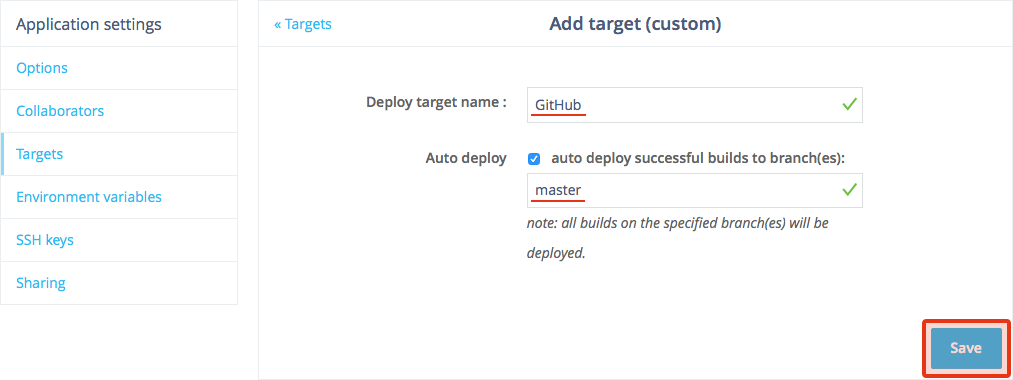 Application settings
Options
Collaborators
Targets
Environment variables
SSH keys
Sharing
« Targets
Add target (custom)
Deploy target name :
GitHub
Auto deploy
auto deploy successful builds to branch(es):
master
note: all builds on the specified branch(es) will be
deployed.
Save